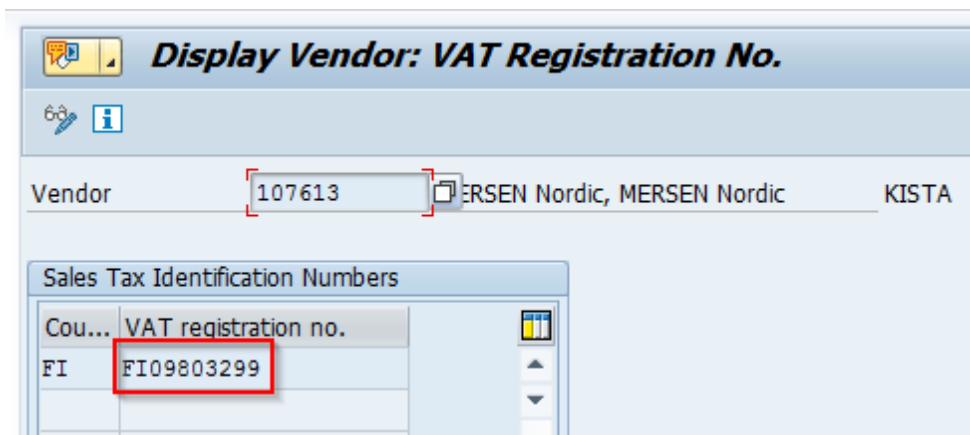 Display Vendor: VAT Registration No.
Vendor 107613 ERSEN Nordic, MERSEN Nordic KISTA
Sales Tax Identification Numbers
Cou... VAT registration no.
FI FI09803299